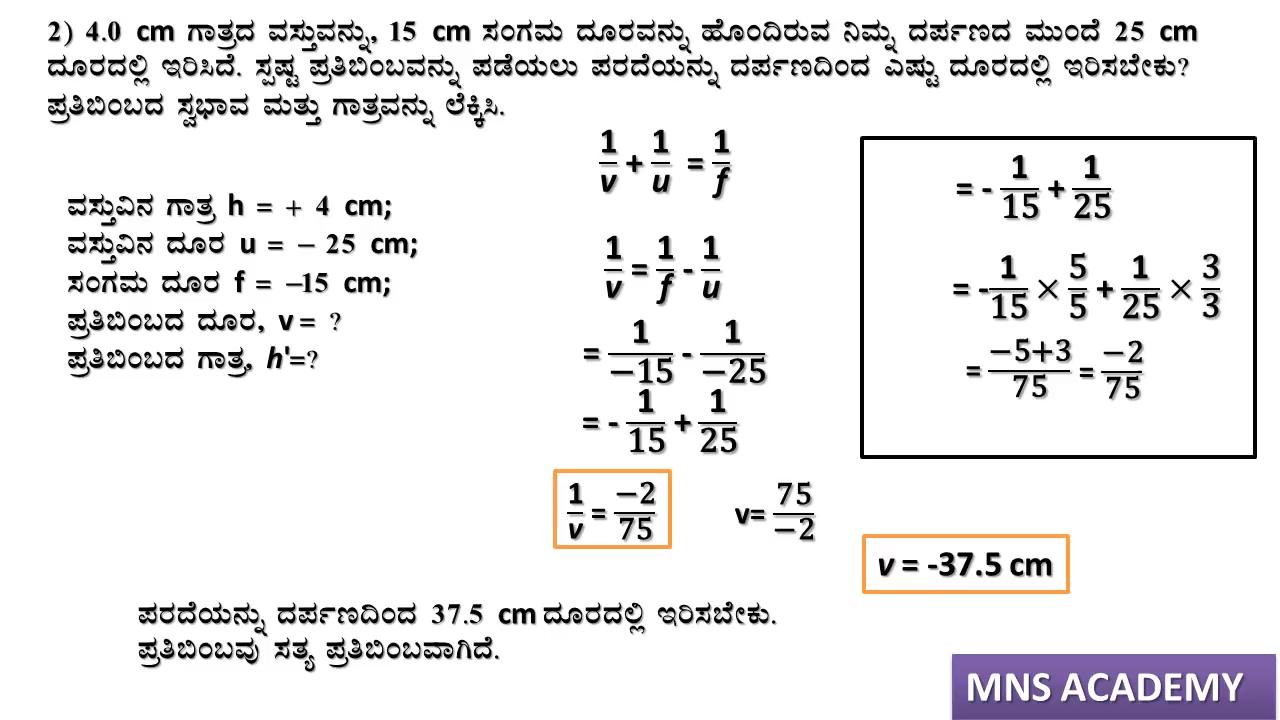 2) 4.0 cm ಗಾತ್ರದ ವಸ್ತುವನ್ನು, 15 cm ಸಂಗಮ ದೂರವನ್ನು ಹೊಂದಿರುವ ನಿಮ್ನ ದರ್ಪಣದ ಮುಂದೆ 25 cm
ದೂರದಲ್ಲಿ ಇರಿಸಿದೆ. ಸ್ಪಷ್ಟ ಪ್ರತಿಬಿಂಬವನ್ನು ಪಡೆಯಲು ಪರದೆಯನ್ನು ದರ್ಪಣದಿಂದ ಎಷ್ಟು ದೂರದಲ್ಲಿ ಇರಿಸಬೇಕು?
ಪ್ರತಿಬಿಂಬದ ಸ್ವಭಾವ ಮತ್ತು ಗಾತ್ರವನ್ನು ಲೆಕ್ಕಿಸಿ.
ವಸ್ತುವಿನ ಗಾತ್ರ h = + 4 cm;
ವಸ್ತುವಿನ ದೂರ u = − 25 cm;
ಸಂಗಮ ದೂರ f = −15 cm;
ಪ್ರತಿಬಿಂಬದ ದೂರ, v = ?
ಪ್ರತಿಬಿಂಬದ ಗಾತ್ರ, h'=?
1/v + 1/u = 1/f
1/v = 1/f - 1/u
= 1/−15 - 1/−25
= - 1/15 + 1/25
1/v = −2/75
v= 75/−2
= - 1/15 + 1/25
= - 1/15 × 5/5 + 1/25 × 3/3
= −5+3/75 = −2/75
v = -37.5 cm
ಪರದೆಯನ್ನು ದರ್ಪಣದಿಂದ 37.5 cm ದೂರದಲ್ಲಿ ಇರಿಸಬೇಕು.
ಪ್ರತಿಬಿಂಬವು ಸತ್ಯ ಪ್ರತಿಬಿಂಬವಾಗಿದೆ.
MNS ACADEMY